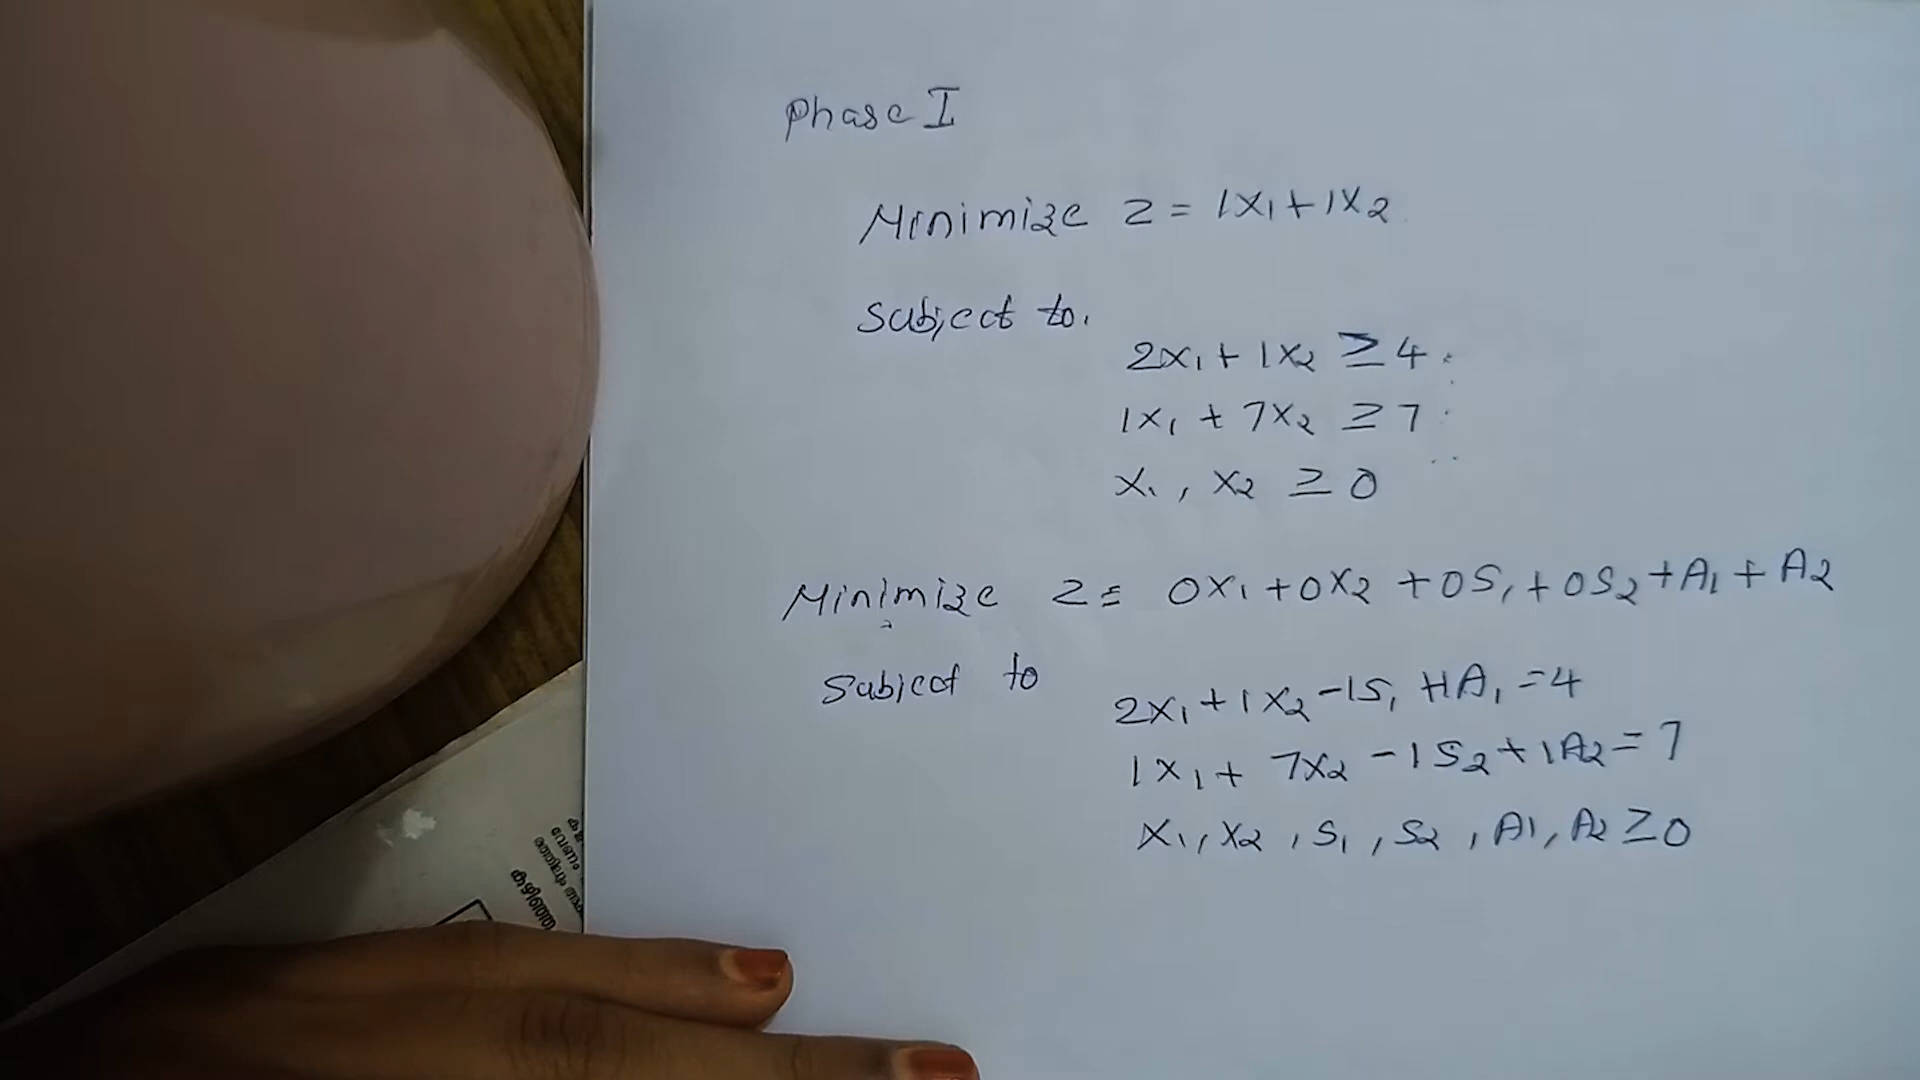 Phase I
Minimize Z = 1x1 + 1x2
Subject to.
2x1 + 1x2 ≥ 4
1x1 + 7x2 ≥ 7
x1, x2 ≥ 0
Minimize Z = 0x1 + 0x2 + 0S1 + 0S2 + A1 + A2
Subject to
2x1 + 1x2 - 1S1 + 1A1 = 4
1x1 + 7x2 - 1S2 + 1A2 = 7
x1, x2, S1, S2, A1, A2 ≥ 0
വേണം
കഴിഞ്ഞ